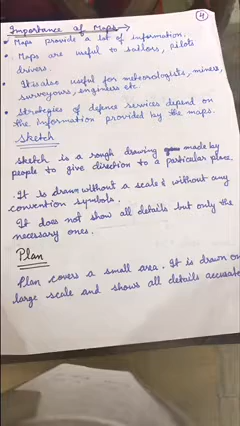 4
Importance of Maps →
• Maps provide a lot of information.
• Maps are useful to sailors, pilots
drivers.
• It is also useful for meteorologists, miners,
surveyours, engineers etc.
• Strategies of defence services depend on
the information provided by the maps.
Sketch
Sketch is a rough drawing made by
people to give direction to a particular place.
. It is drawn without a scale & without any
convention symbols.
It does not show all details but only the
necessary ones.
Plan
Plan covers a small area. It is drawn on
large scale and shows all details